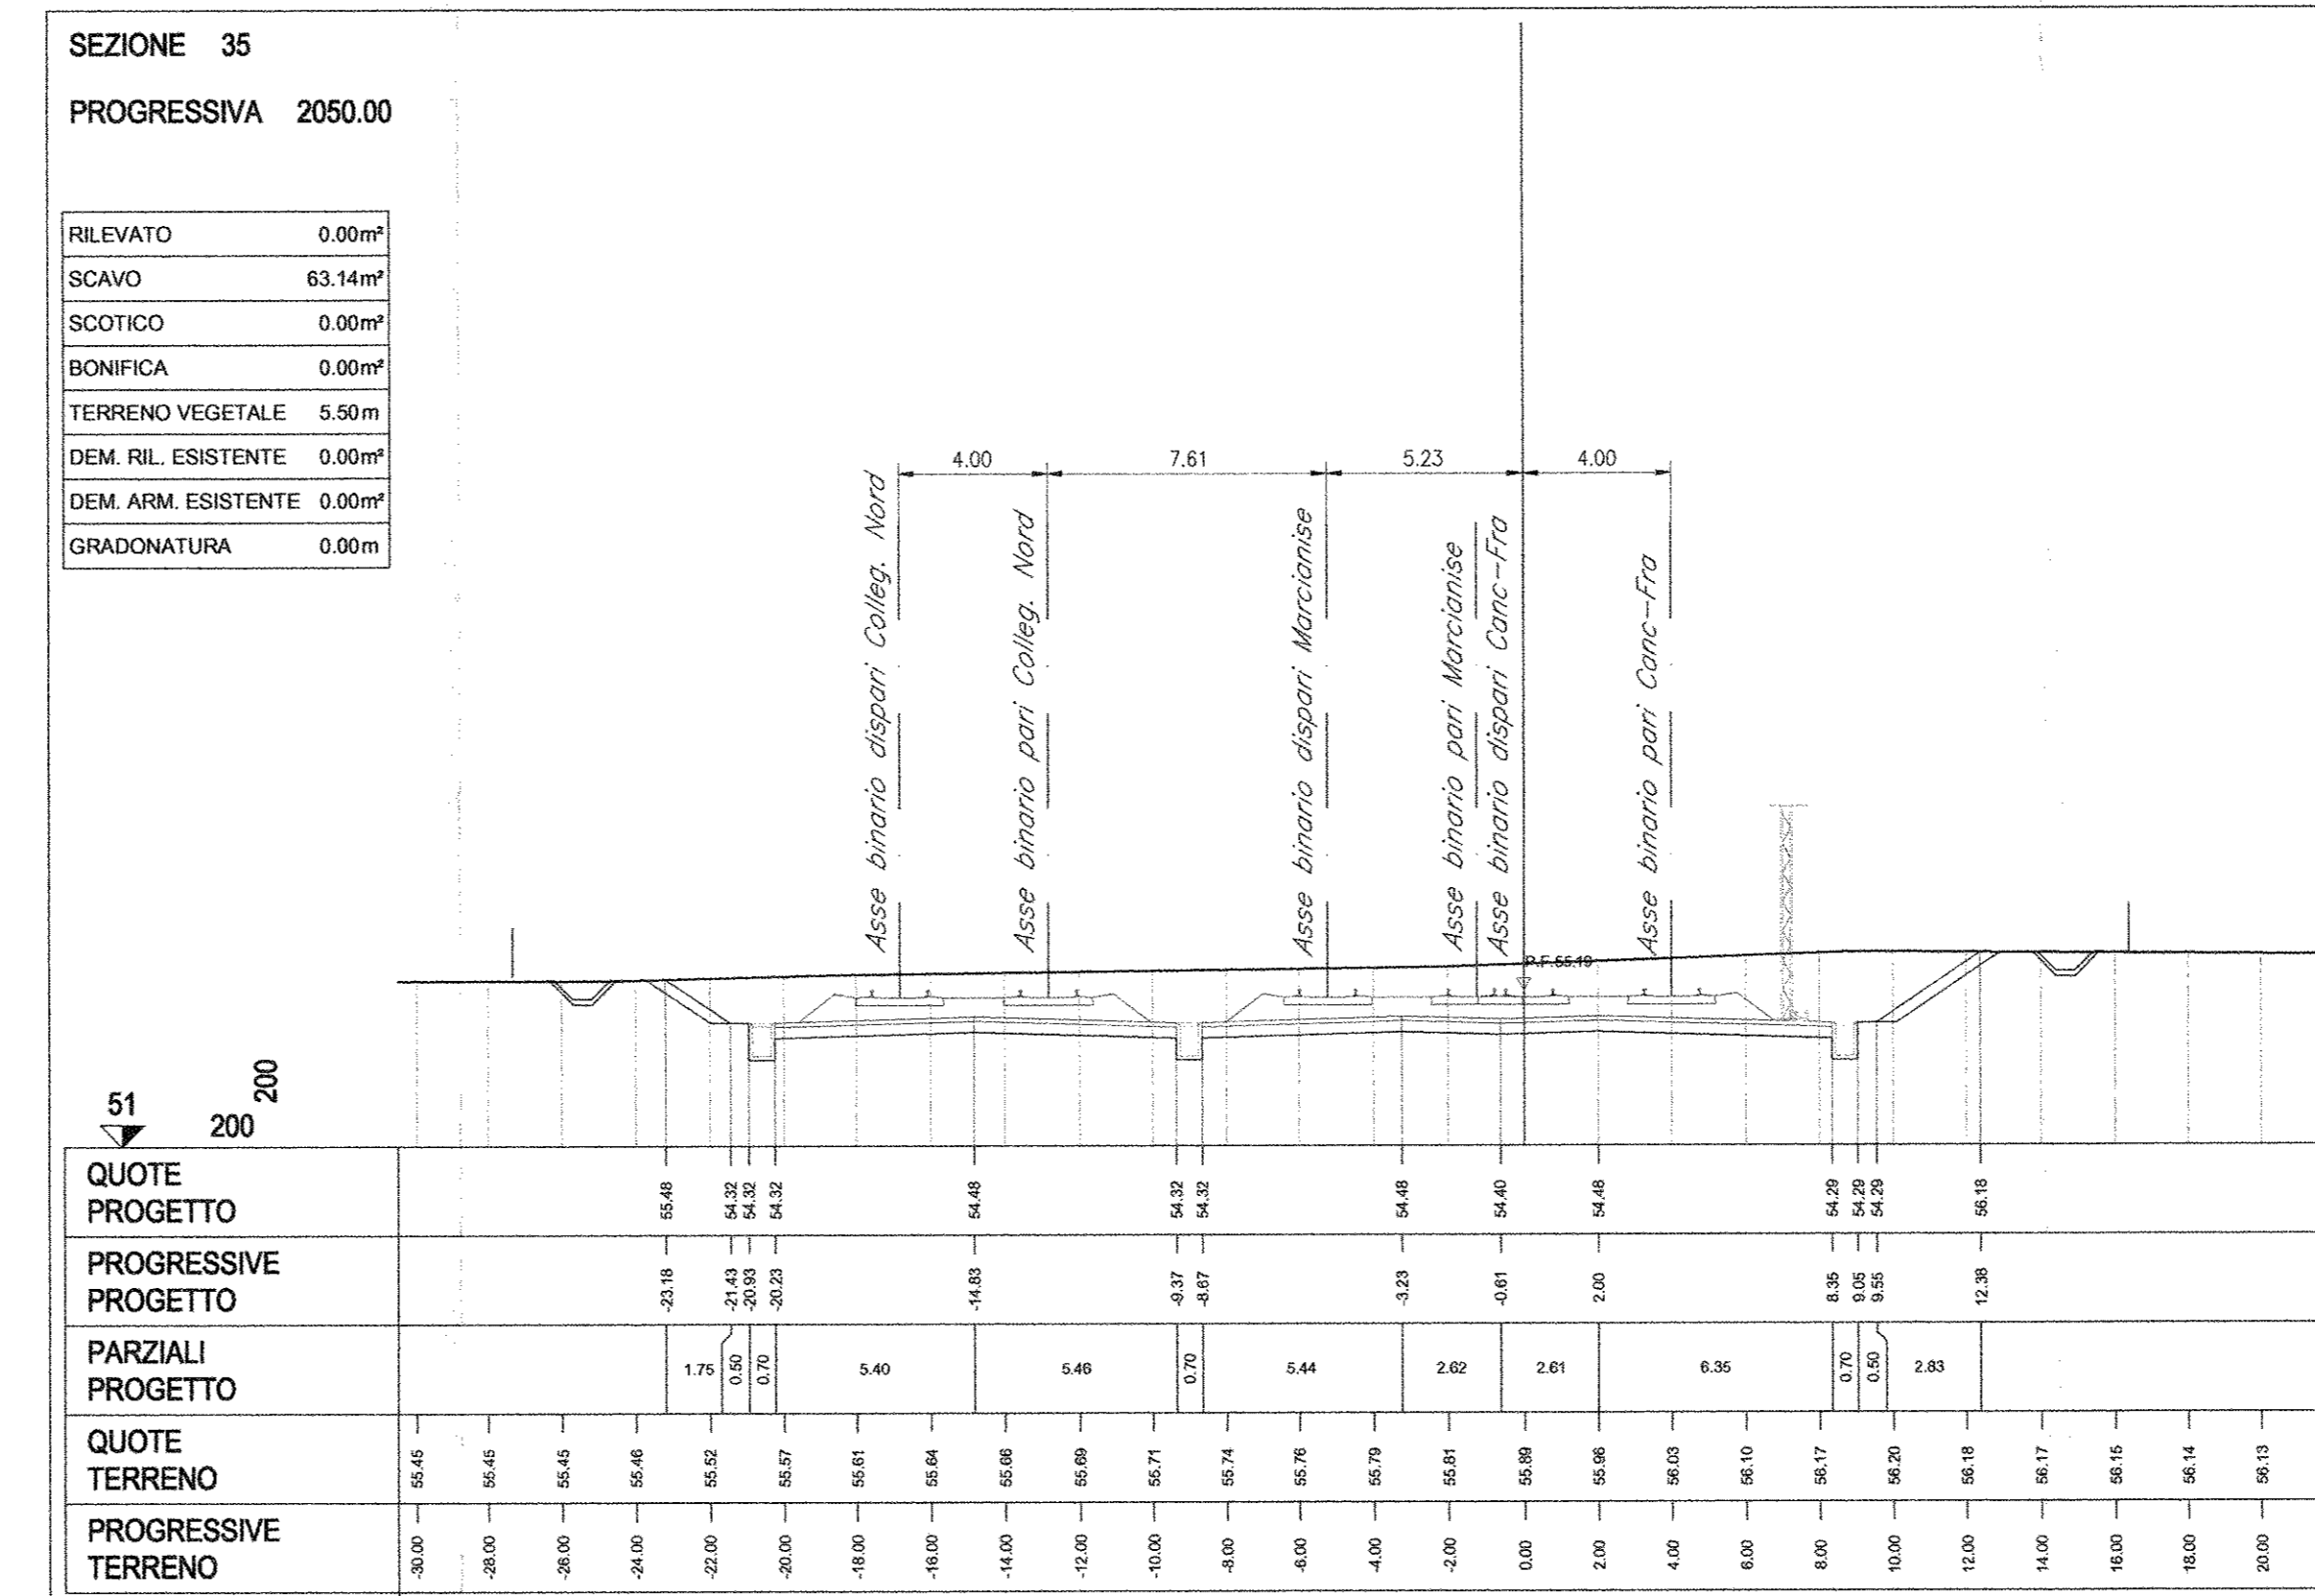 SEZIONE 35
PROGRESSIVA 2050.00
RILEVATO 0.00m²
SCAVO 63.14m²
SCOTICO 0.00m²
BONIFICA 0.00m²
TERRENO VEGETALE 5.50m
DEM. RIL. ESISTENTE 0.00m²
DEM. ARM. ESISTENTE 0.00m²
GRADONATURA 0.00m
4.00 7.61 5.23 4.00
Asse binario dispari Colleg. Nord
Asse binario pari Colleg. Nord
Asse binario dispari Marcianise
Asse binario pari Marcianise
Asse binario dispari Canc-Fra
Asse binario pari Canc-Fra
P.F.55.19
51
200
200
QUOTE PROGETTO
55.48 54.32 54.32 54.32 54.48 54.32 54.32 54.48 54.40 54.48 54.29 54.29 54.29 56.18
PROGRESSIVE PROGETTO
-23.18 -21.43 -20.93 -20.23 -14.83 -9.37 -8.67 -3.23 -0.61 2.00 8.35 9.05 9.55 12.38
PARZIALI PROGETTO
1.75 0.50 0.70 5.40 5.46 0.70 5.44 2.62 2.61 6.35 0.70 0.50 2.83
QUOTE TERRENO
55.45 55.45 55.45 55.46 55.52 55.57 55.61 55.64 55.66 55.69 55.71 55.74 55.76 55.79 55.81 55.89 55.96 56.03 56.10 56.17 56.20 56.18 56.17 56.15 56.14 56.13
PROGRESSIVE TERRENO
-30.00 -28.00 -26.00 -24.00 -22.00 -20.00 -18.00 -16.00 -14.00 -12.00 -10.00 -8.00 -6.00 -4.00 -2.00 0.00 2.00 4.00 6.00 8.00 10.00 12.00 14.00 16.00 18.00 20.00